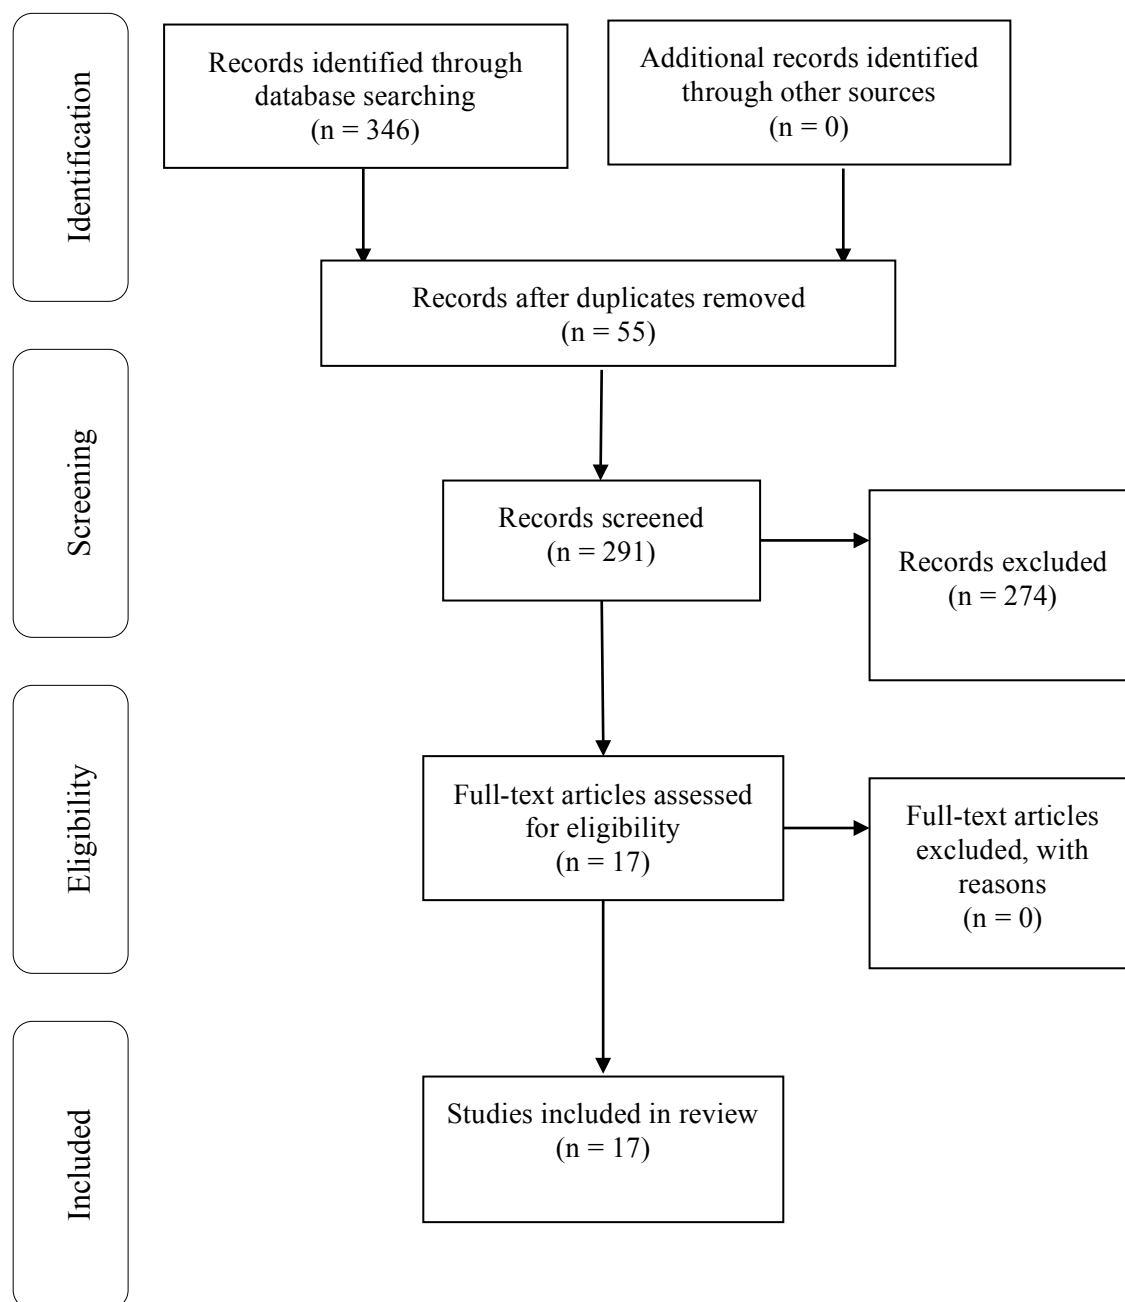 Identification
Records identified through
database searching
(n = 346)
Additional records identified
through other sources
(n = 0)
Records after duplicates removed
(n = 55)
Screening
Records screened
(n = 291)
Records excluded
(n = 274)
Eligibility
Full-text articles assessed
for eligibility
(n = 17)
Full-text articles
excluded, with
reasons
(n = 0)
Included
Studies included in review
(n = 17)